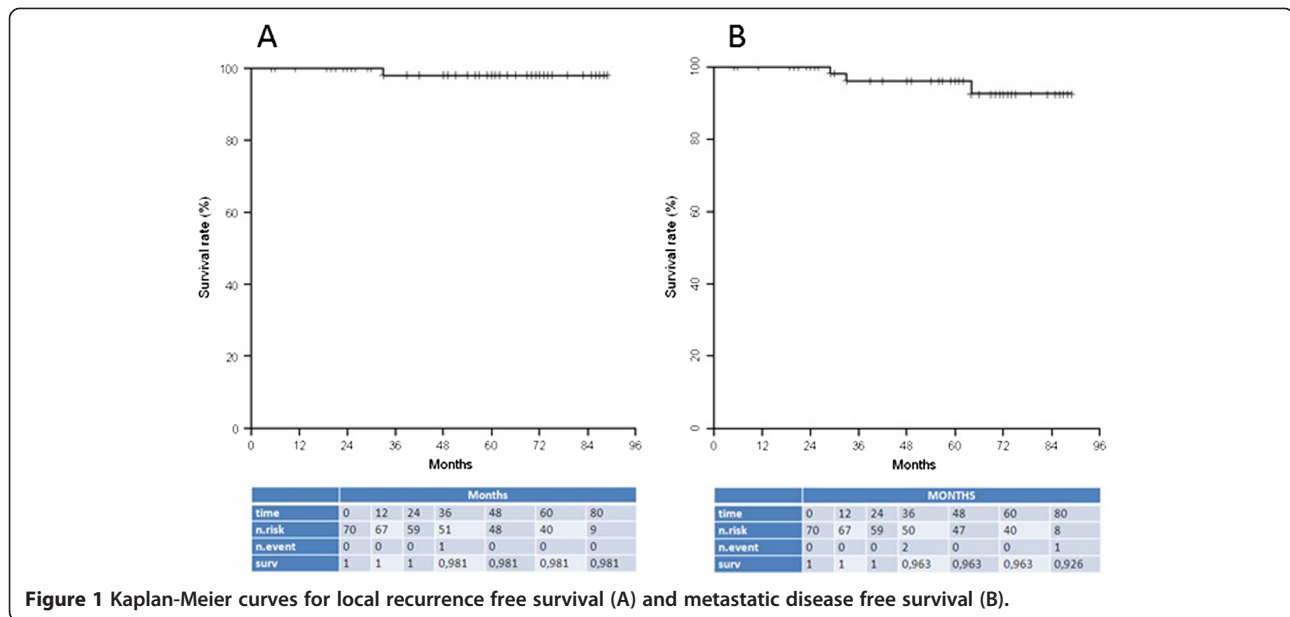 A
100
80
60
40
20
0
Survival rate (%)
0 12 24 36 48 60 72 84 96
Months
Months
time 0 12 24 36 48 60 80
n.risk 70 67 59 51 48 40 9
n.event 0 0 0 1 0 0 0
surv 1 1 1 0,981 0,981 0,981 0,981
B
100
80
60
40
20
0
Survival rate (%)
0 12 24 36 48 60 72 84 96
Months
MONTHS
time 0 12 24 36 48 60 80
n.risk 70 67 59 50 47 40 8
n.event 0 0 0 2 0 0 1
surv 1 1 1 0,963 0,963 0,963 0,926
Figure 1 Kaplan-Meier curves for local recurrence free survival (A) and metastatic disease free survival (B).